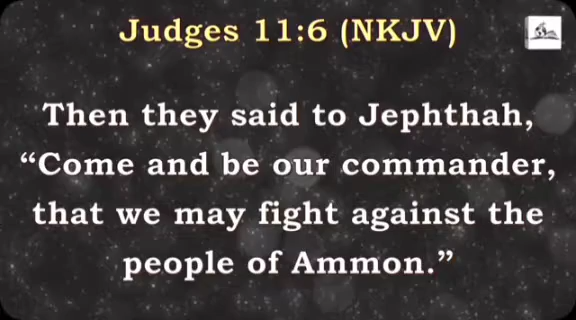 Judges 11:6 (NKJV)
Then they said to Jephthah,
“Come and be our commander,
that we may fight against the
people of Ammon.”